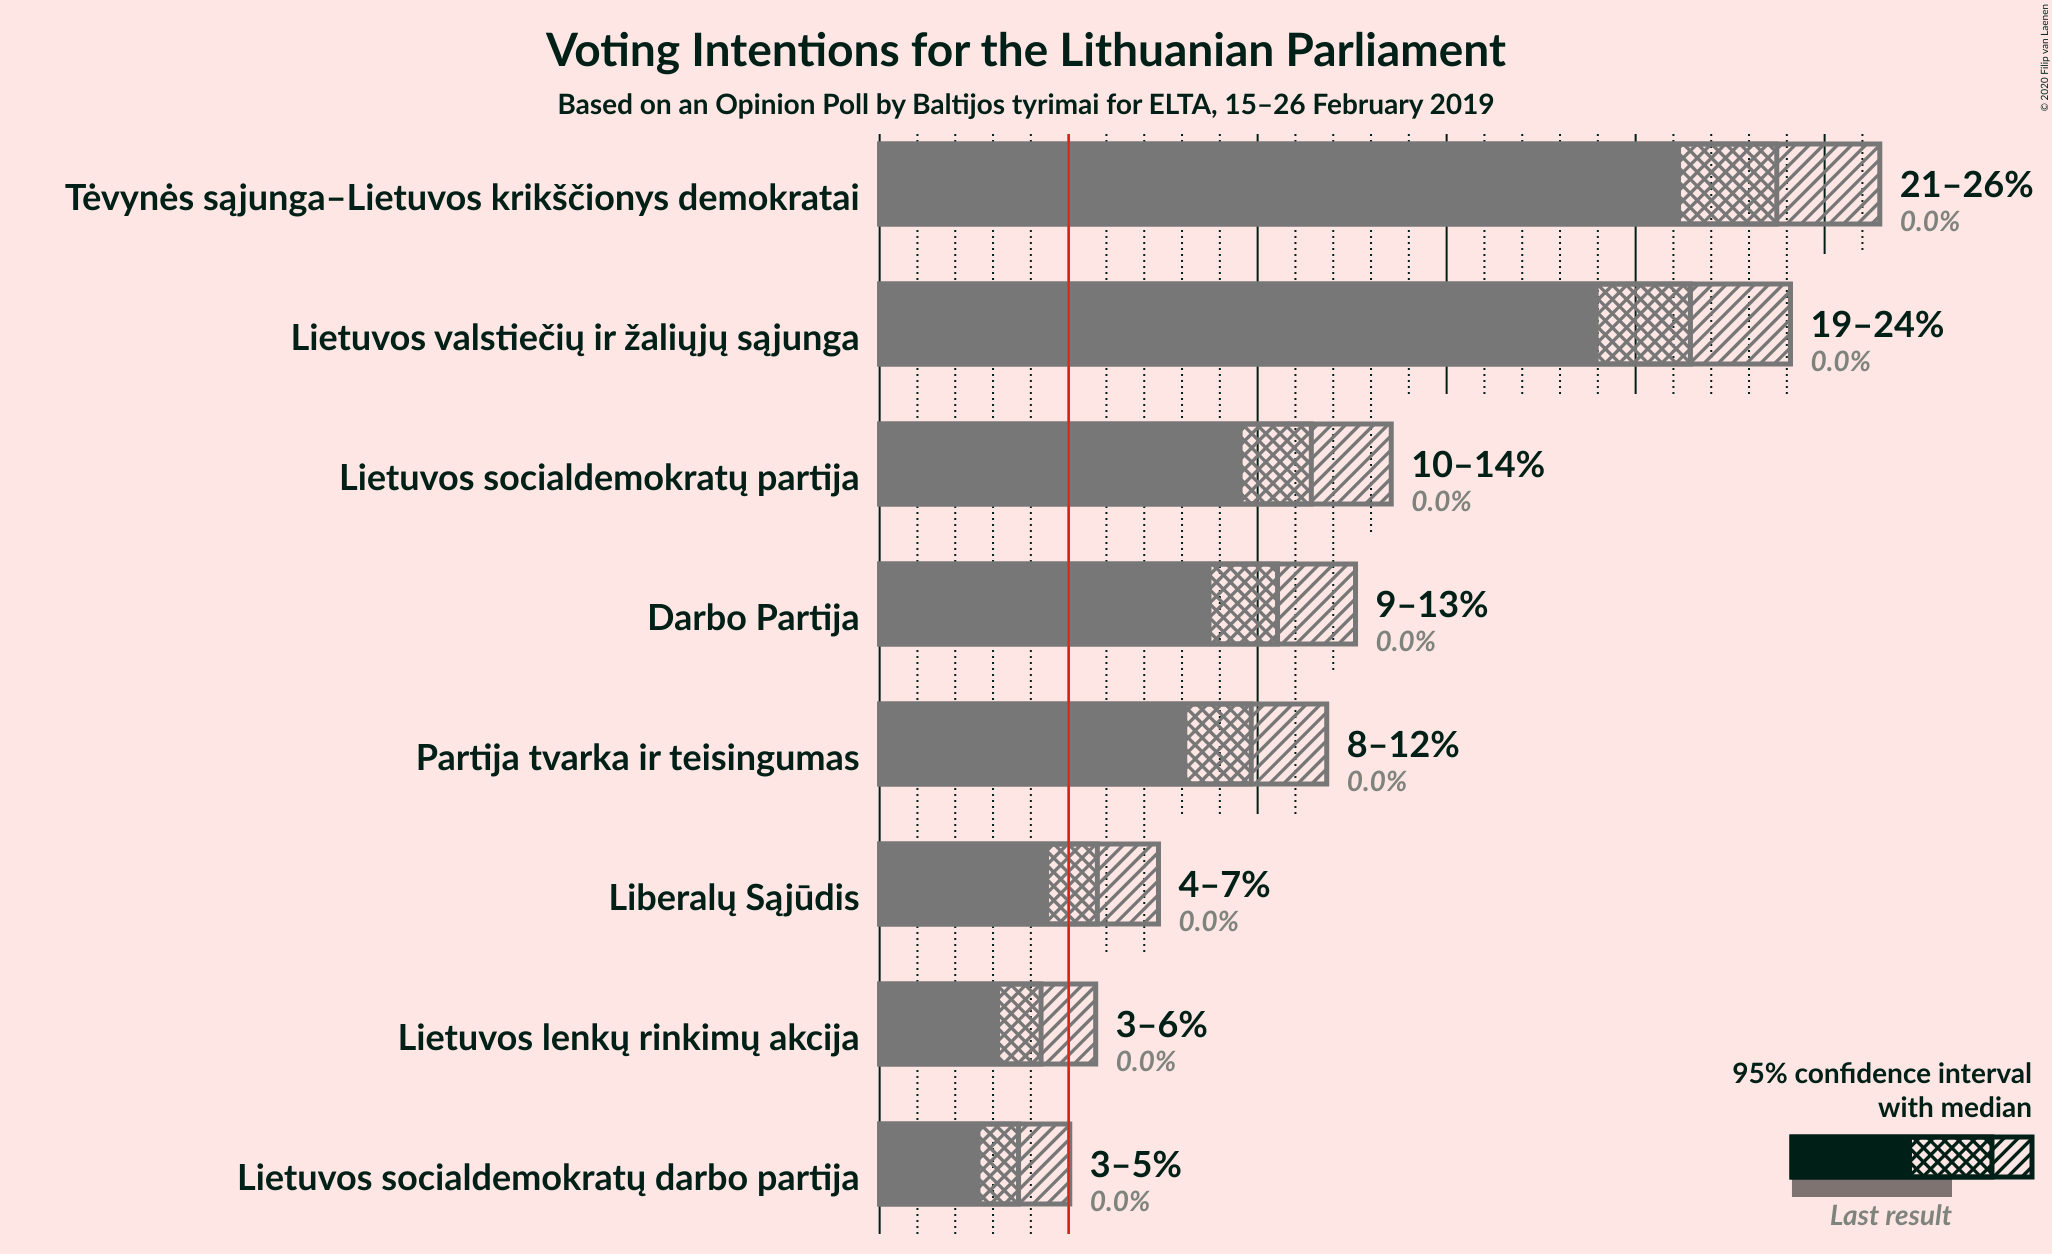 Voting Intentions for the Lithuanian Parliament
Based on an Opinion Poll by Baltijos tyrimai for ELTA, 15–26 February 2019
© 2020 Filip van Laenen
Tėvynės sąjunga–Lietuvos krikščionys demokratai
21–26%
0.0%
Lietuvos valstiečių ir žaliųjų sąjunga
19–24%
0.0%
Lietuvos socialdemokratų partija
10–14%
0.0%
Darbo Partija
9–13%
0.0%
Partija tvarka ir teisingumas
8–12%
0.0%
Liberalų Sąjūdis
4–7%
0.0%
Lietuvos lenkų rinkimų akcija
3–6%
0.0%
Lietuvos socialdemokratų darbo partija
3–5%
0.0%
95% confidence interval
with median
Last result